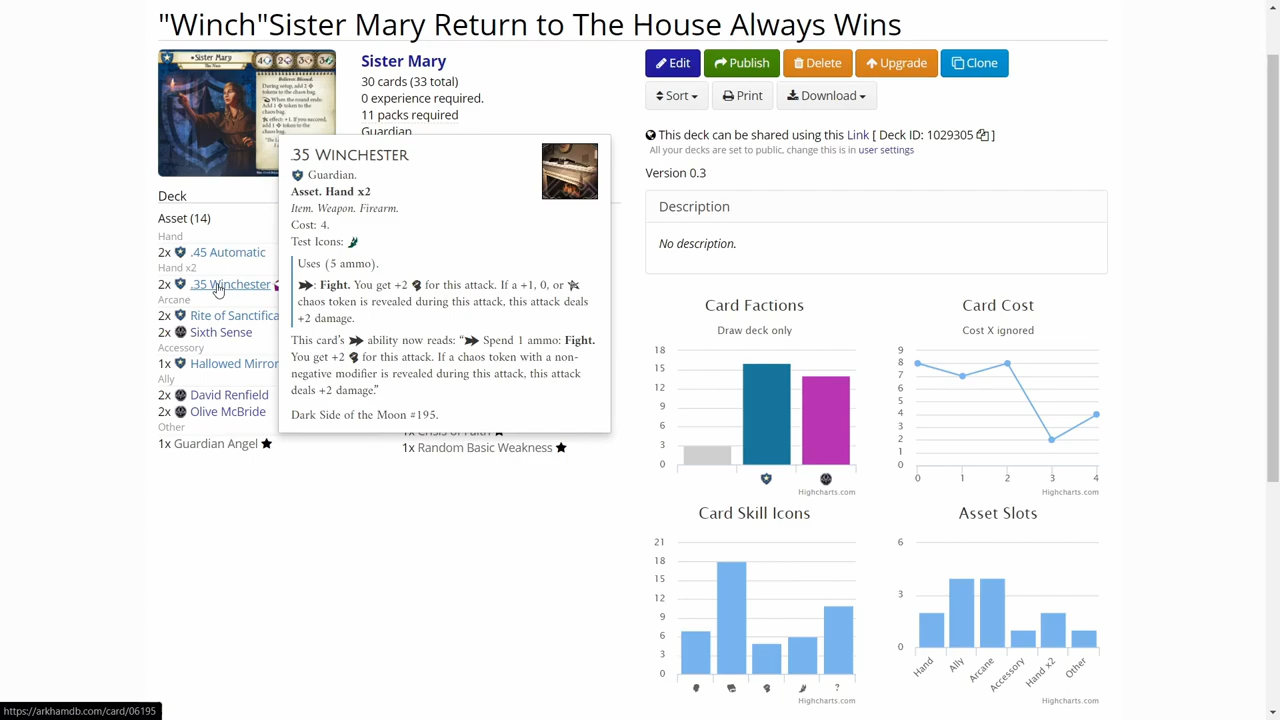 "Winch"Sister Mary Return to The House Always Wins
Sister Mary
The Nun
4 2 3 3
Believer. Blessed.
Sister Mary
30 cards (33 total)
0 experience required.
11 packs required
Guardian
Edit
Publish
Delete
Upgrade
Clone
Sort
Print
Download
This deck can be shared using this Link [ Deck ID: 1029305 ]
All your decks are set to public, change this is in user settings
Version 0.3
Description
No description.
Deck
Asset (14)
Hand
2x .45 Automatic
Hand x2
2x .35 Winchester
Arcane
2x Rite of Sanctifica
2x Sixth Sense
Accessory
1x Hallowed Mirror
Ally
2x David Renfield
2x Olive McBride
Other
1x Guardian Angel
.35 WINCHESTER
Guardian.
Asset. Hand x2
Item. Weapon. Firearm.
Cost: 4.
Test Icons:
Uses (5 ammo).
: Fight. You get +2 for this attack. If a +1, 0, or
chaos token is revealed during this attack, this attack deals
+2 damage.
This card's ability now reads: “ Spend 1 ammo: Fight.
You get +2 for this attack. If a chaos token with a non-
negative modifier is revealed during this attack, this attack
deals +2 damage.”
Dark Side of the Moon #195.
1x Random Basic Weakness
Card Factions
Draw deck only
18
15
12
9
6
3
0
Highcharts.com
Card Cost
Cost X ignored
9
8
7
6
5
4
3
2
1
0
0 1 2 3 4
Highcharts.com
Card Skill Icons
21
18
15
12
9
6
3
0
?
Highcharts.com
Asset Slots
6
3
0
Hand
Ally
Arcane
Accessory
Hand x2
Other
Highcharts.com
https://arkhamdb.com/card/06195